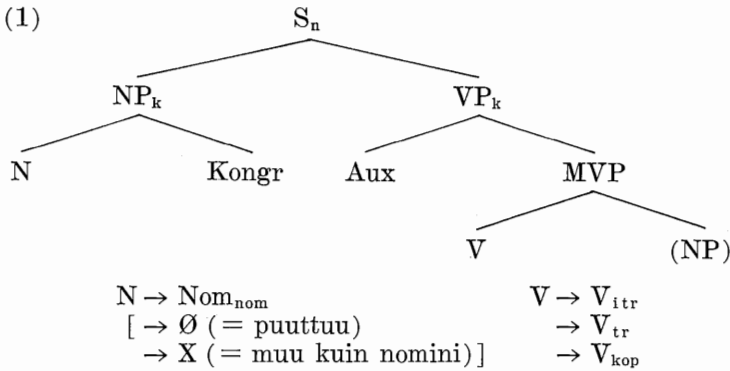 (1) Sₙ
NPₖ VPₖ
N Kongr Aux MVP
V (NP)
N → Nomₙₒₘ V → Vᵢₜᵣ
[ → Ø (= puuttuu) → Vₜᵣ
→ X (= muu kuin nomini) ] → Vₖₒₚ